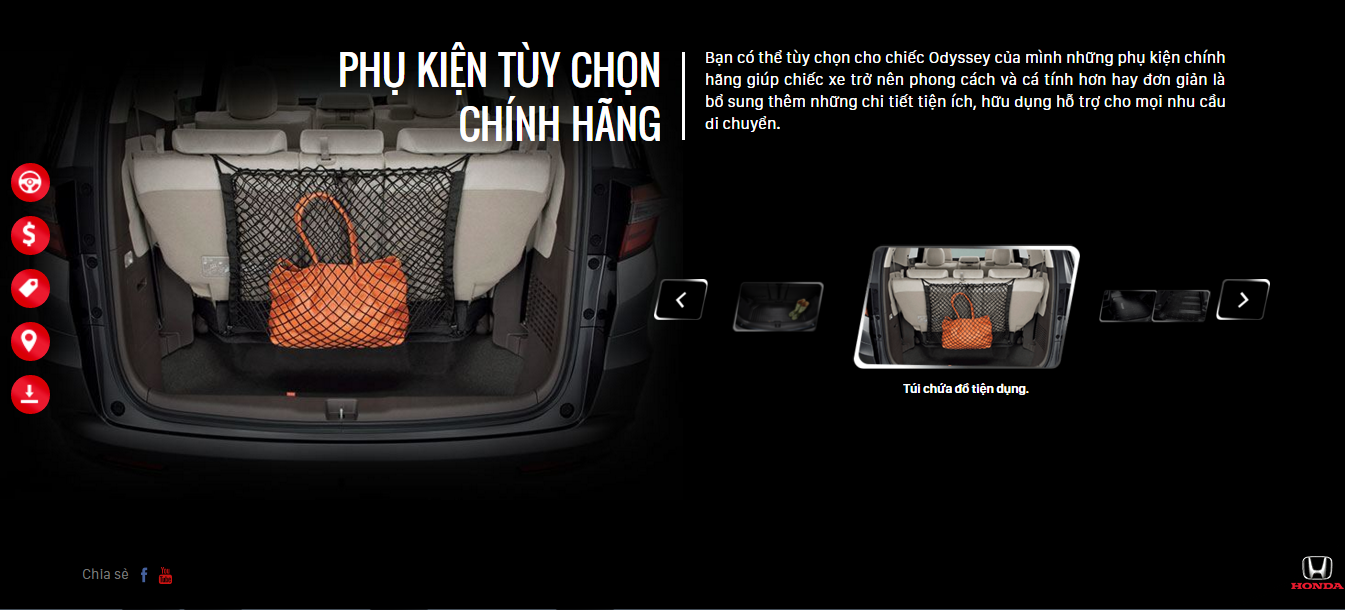 PHỤ KIỆN TÙY CHỌN
CHÍNH HÃNG
Bạn có thể tùy chọn cho chiếc Odyssey của mình những phụ kiện chính
hãng giúp chiếc xe trở nên phong cách và cá tính hơn hay đơn giản là
bổ sung thêm những chi tiết tiện ích, hữu dụng hỗ trợ cho mọi nhu cầu
di chuyển.
Túi chứa đồ tiện dụng.
Chia sẻ
You
Tube
HONDA